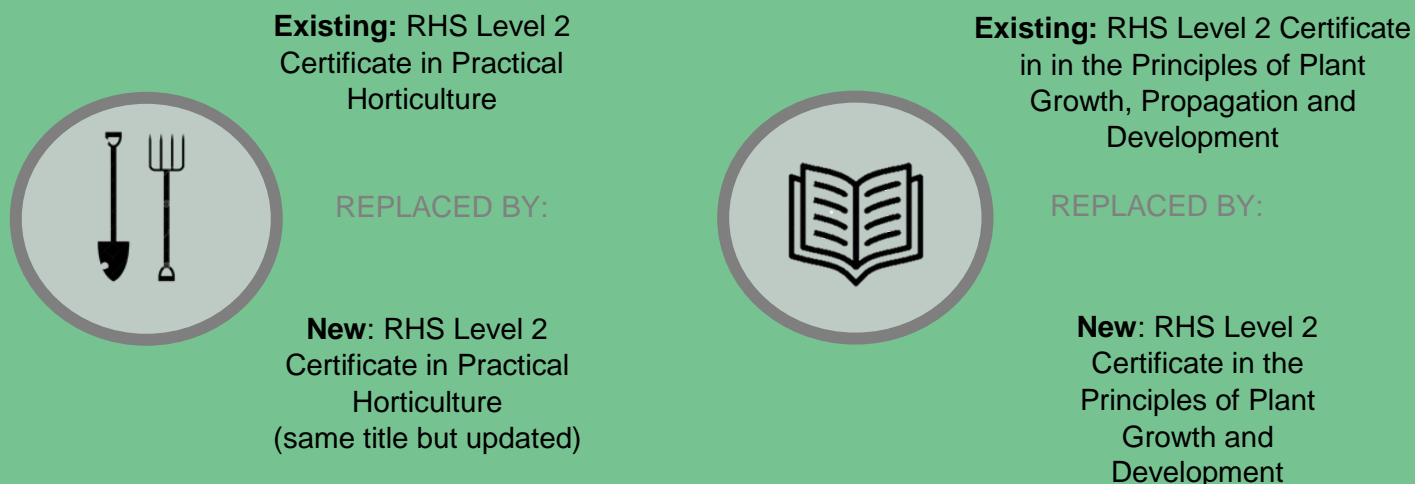 Existing: RHS Level 2
Certificate in Practical
Horticulture
REPLACED BY:
New: RHS Level 2
Certificate in Practical
Horticulture
(same title but updated)
Existing: RHS Level 2 Certificate
in in the Principles of Plant
Growth, Propagation and
Development
REPLACED BY:
New: RHS Level 2
Certificate in the
Principles of Plant
Growth and
Development